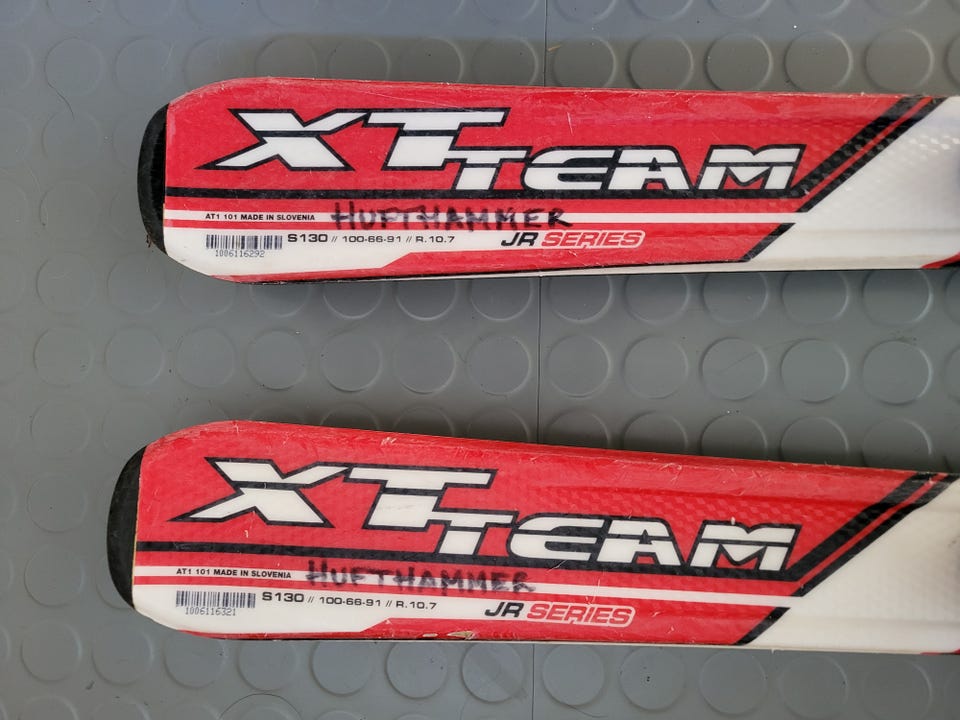 XT TEAM
AT1 101 MADE IN SLOVENIA HUFTHAMMER
1006116292 S130 // 100-66-91 // R.10.7 JR SERIES
XT TEAM
AT1 101 MADE IN SLOVENIA HUFTHAMMER
1006116321 S130 // 100-66-91 // R.10.7 JR SERIES